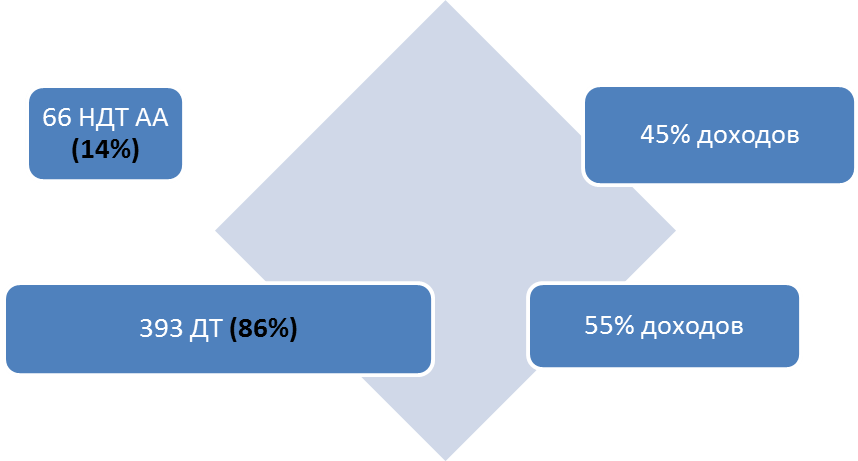 66 НДТ АА
(14%)
45% доходов
393 ДТ (86%)
55% доходов